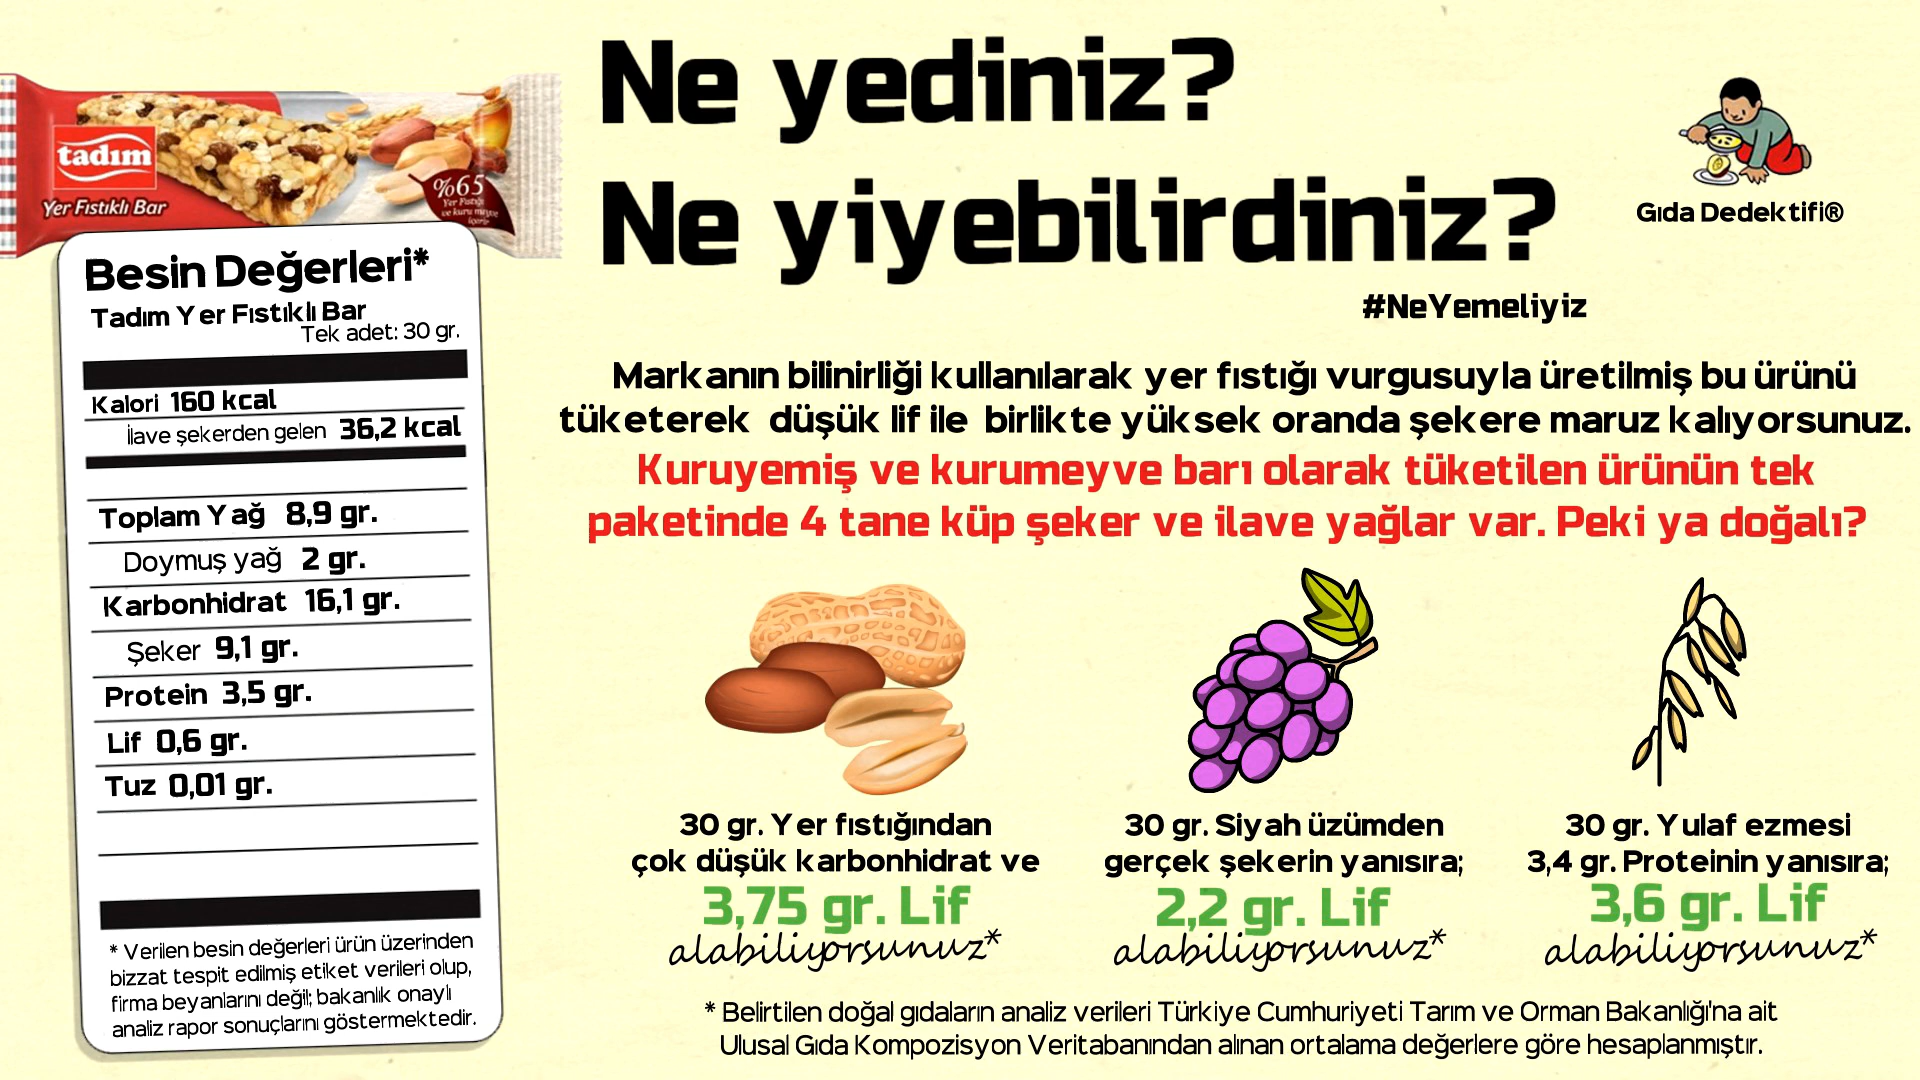 Ne yediniz?
Ne yiyebilirdiniz?
#NeYemeliyiz
Gıda Dedektifi®
tadım
Yer Fıstıklı Bar
%65
Yer Fıstığı
ve kuru meyve
içerir
Besin Değerleri*
Tadım Yer Fıstıklı Bar
Tek adet: 30 gr.
Kalori 160 kcal
İlave şekerden gelen 36,2 kcal
Toplam Yağ 8,9 gr.
Doymuş yağ 2 gr.
Karbonhidrat 16,1 gr.
Şeker 9,1 gr.
Protein 3,5 gr.
Lif 0,6 gr.
Tuz 0,01 gr.
* Verilen besin değerleri ürün üzerinden
bizzat tespit edilmiş etiket verileri olup,
firma beyanlarını değil; bakanlık onaylı
analiz rapor sonuçlarını göstermektedir.
Markanın bilinirliği kullanılarak yer fıstığı vurgusuyla üretilmiş bu ürünü
tüketerek düşük lif ile birlikte yüksek oranda şekere maruz kalıyorsunuz.
Kuruyemiş ve kurumeyve barı olarak tüketilen ürünün tek
paketinde 4 tane küp şeker ve ilave yağlar var. Peki ya doğalı?
30 gr. Yer fıstığından
çok düşük karbonhidrat ve
3,75 gr. Lif
alabiliyorsunuz*
30 gr. Siyah üzümden
gerçek şekerin yanısıra;
2,2 gr. Lif
alabiliyorsunuz*
30 gr. Yulaf ezmesi
3,4 gr. Proteinin yanısıra;
3,6 gr. Lif
alabiliyorsunuz*
* Belirtilen doğal gıdaların analiz verileri Türkiye Cumhuriyeti Tarım ve Orman Bakanlığı'na ait
Ulusal Gıda Kompozisyon Veritabanından alınan ortalama değerlere göre hesaplanmıştır.